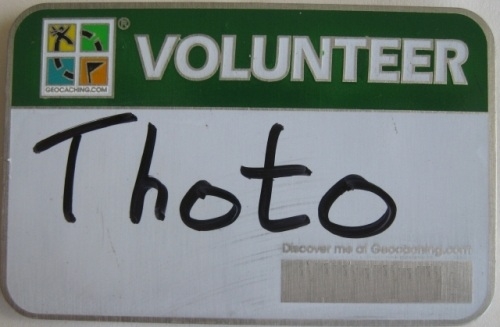 GEOCACHING.COM
® VOLUNTEER
Thoto
Discover me at Geocaching.com